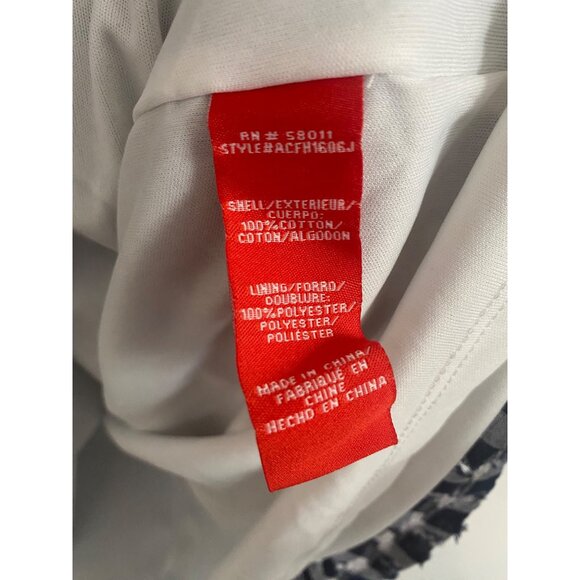 RN # 58011
STYLE#ACFH1606J
SHELL/EXTERIEUR/
CUERPO:
100%COTTON/
COTON/ALGODON
LINING/FORRO/
DOUBLURE:
100%POLYESTER/
POLYESTER/
POLIÉSTER
MADE IN CHINA/
FABRIQUÉ EN
CHINE
HECHO EN CHINA